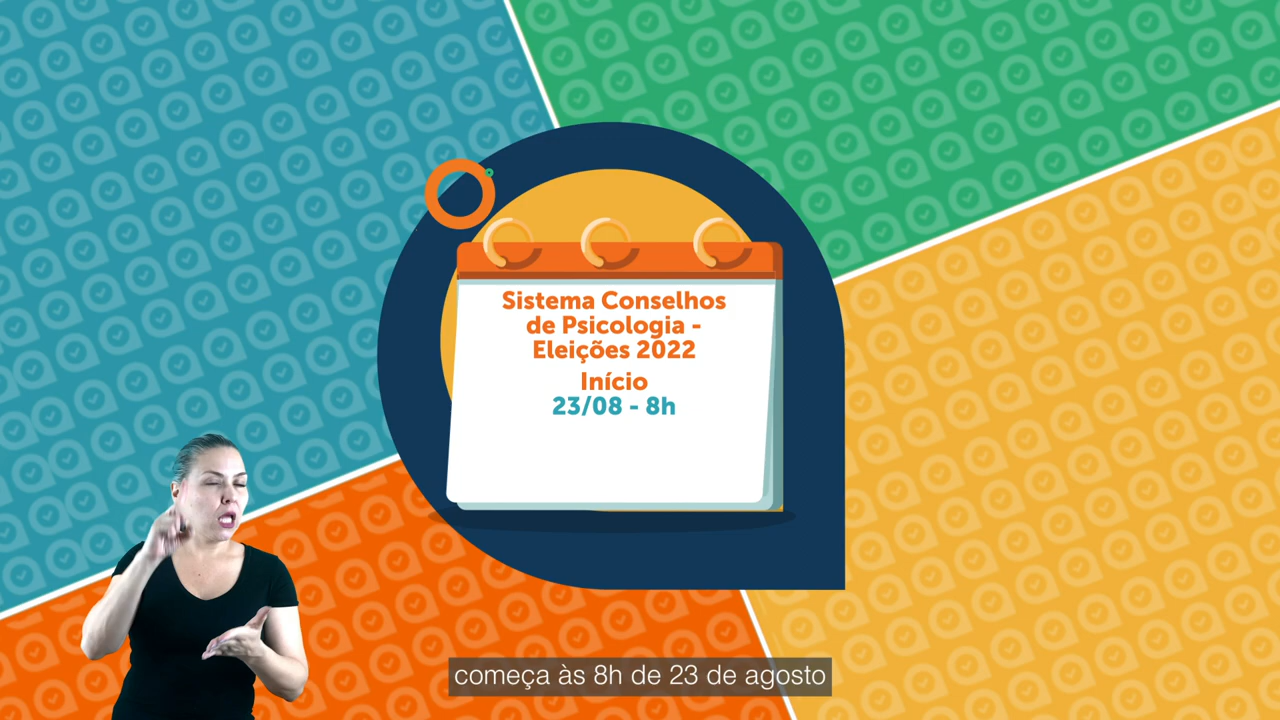 Sistema Conselhos
de Psicologia -
Eleições 2022
Início
23/08 - 8h
começa às 8h de 23 de agosto